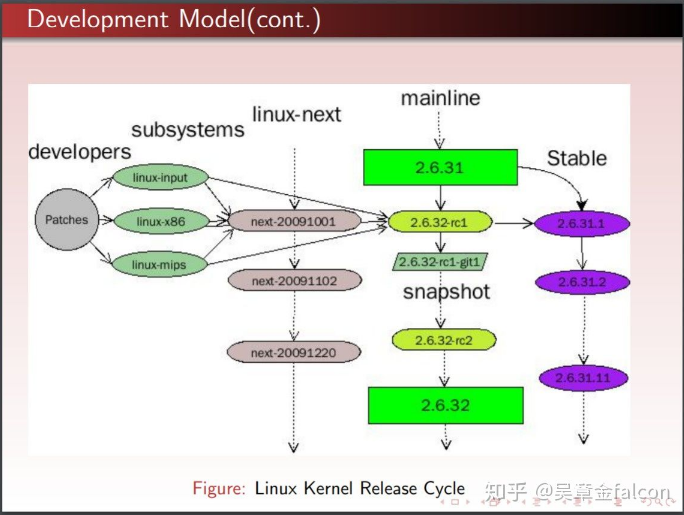 Development Model(cont.)
mainline
linux-next
subsystems
developers
Stable
2.6.31
linux-input
Patches
linux-x86
next-20091001
2.6.32-rc1
2.6.31.1
linux-mips
2.6.32-rc1-git1
next-20091102
2.6.31.2
snapshot
2.6.32-rc2
next-20091220
2.6.31.11
2.6.32
Figure: Linux Kernel Release Cycle
知乎 @吴章金falcon